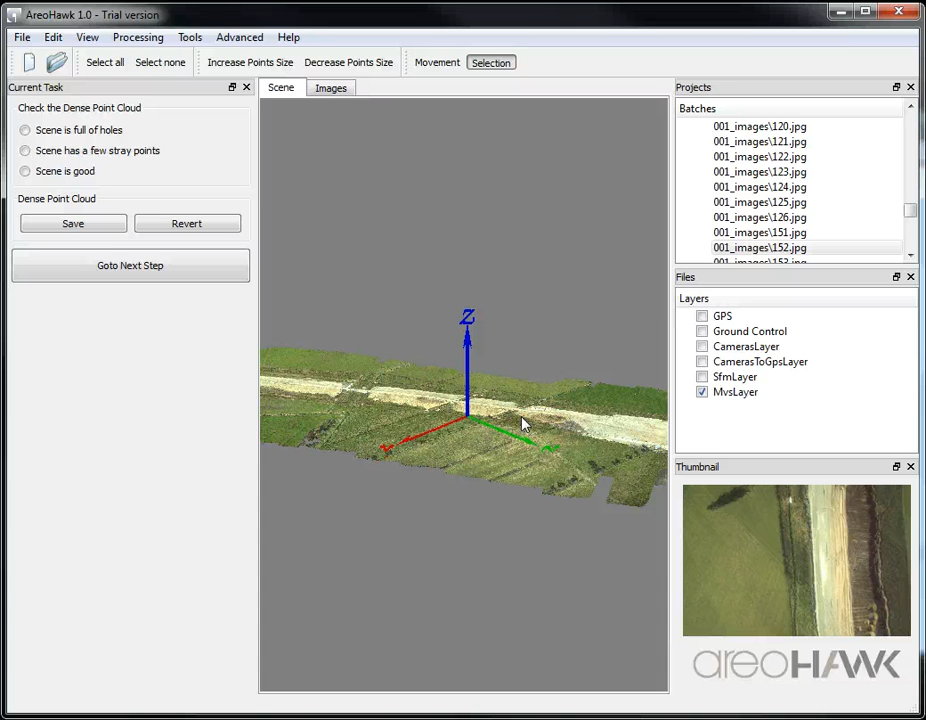 AreoHawk 1.0 - Trial version
File Edit View Processing Tools Advanced Help
Select all Select none Increase Points Size Decrease Points Size Movement Selection
Current Task
Check the Dense Point Cloud
Scene is full of holes
Scene has a few stray points
Scene is good
Dense Point Cloud
Save Revert
Goto Next Step
Scene Images
Z
Projects
Batches
001_images\120.jpg
001_images\121.jpg
001_images\122.jpg
001_images\123.jpg
001_images\124.jpg
001_images\125.jpg
001_images\126.jpg
001_images\151.jpg
001_images\152.jpg
001_images\153.jpg
Files
Layers
GPS
Ground Control
CamerasLayer
CamerasToGpsLayer
SfmLayer
MvsLayer
Thumbnail
areoHAWK